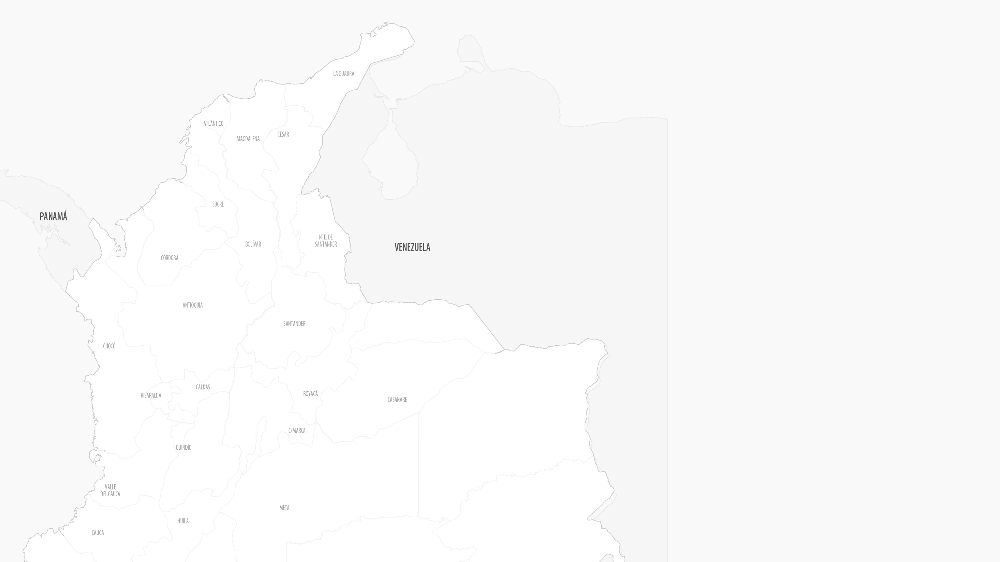 LA GUAJIRA
ATLÁNTICO
CESAR
MAGDALENA
SUCRE
PANAMÁ
NTE. DE
SANTANDER
BOLÍVAR
VENEZUELA
CÓRDOBA
ANTIOQUIA
SANTANDER
CHOCÓ
CALDAS
BOYACÁ
RISARALDA
CASANARE
C/MARCA
QUINDÍO
VALLE
DEL CAUCA
META
HUILA
CAUCA